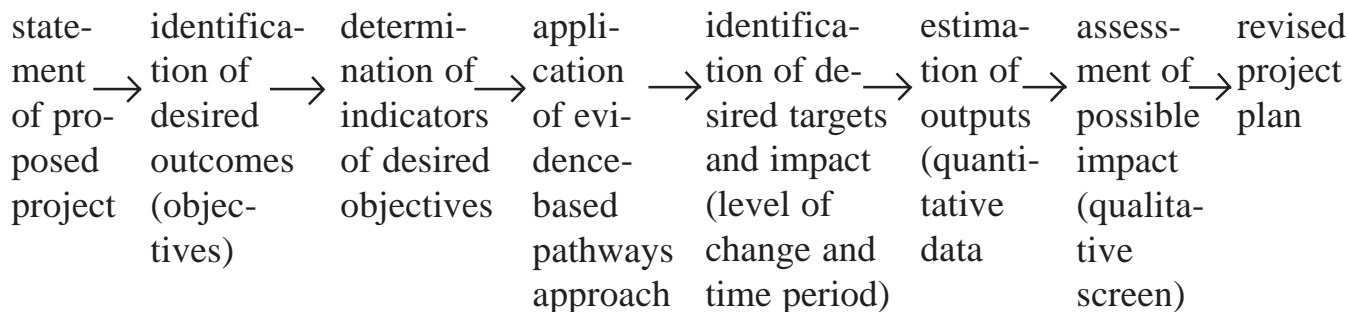 state-
ment
of pro-
posed
project
identifica-
tion of
desired
outcomes
(objec-
tives)
determi-
nation of
indicators
of desired
objectives
appli-
cation
of evi-
dence-
based
pathways
approach
identifica-
tion of de-
sired targets
and impact
(level of
change and
time period)
estima-
tion of
outputs
(quanti-
tative
data
assess-
ment of
possible
impact
(qualita-
tive
screen)
revised
project
plan